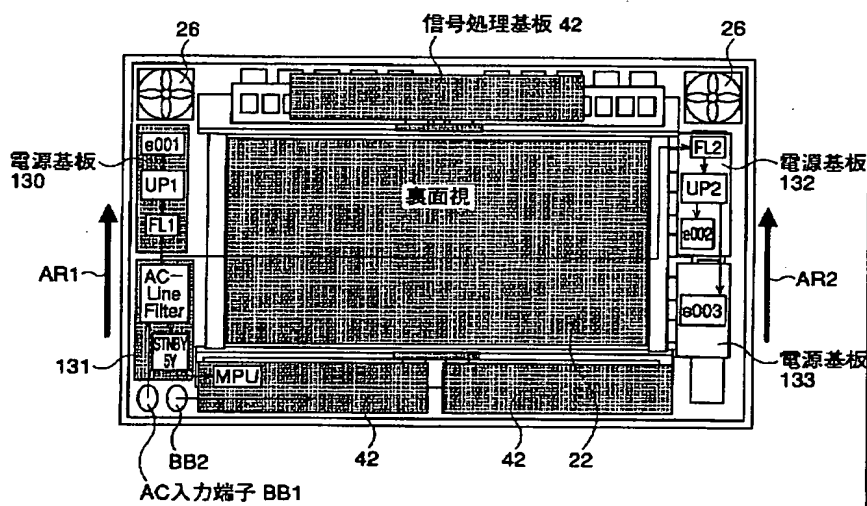 信号処理基板 42
26
26
電源基板
130
e001
UP1
FL1
FL2
UP2
e002
電源基板
132
裏面視
AR1
AC-
Line
Filter
AR2
e003
131
STNBY
5Y
MPU
電源基板
133
BB2
42
42
22
AC入力端子 BB1